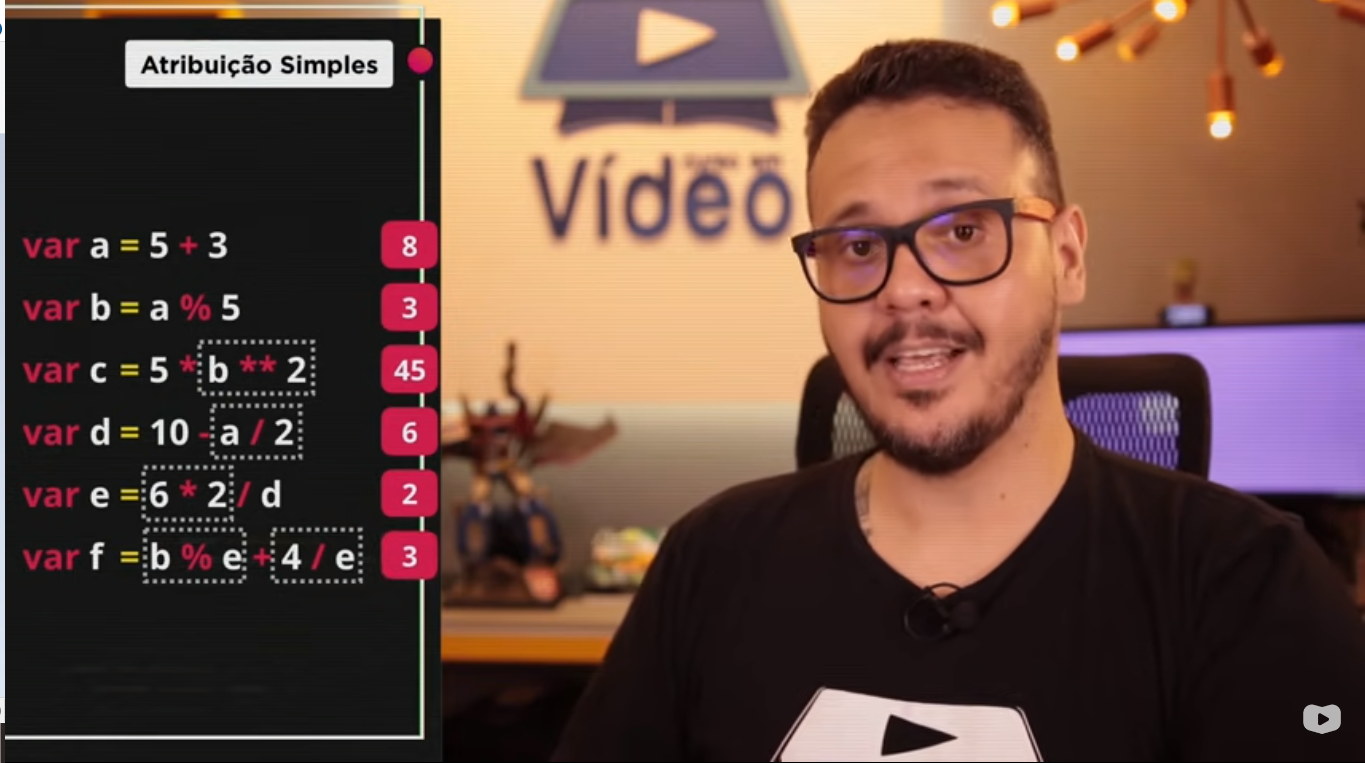 Atribuição Simples
var a = 5 + 3 8
var b = a % 5 3
var c = 5 * b ** 2 45
var d = 10 - a / 2 6
var e = 6 * 2 / d 2
var f = b % e + 4 / e 3
Vídeo